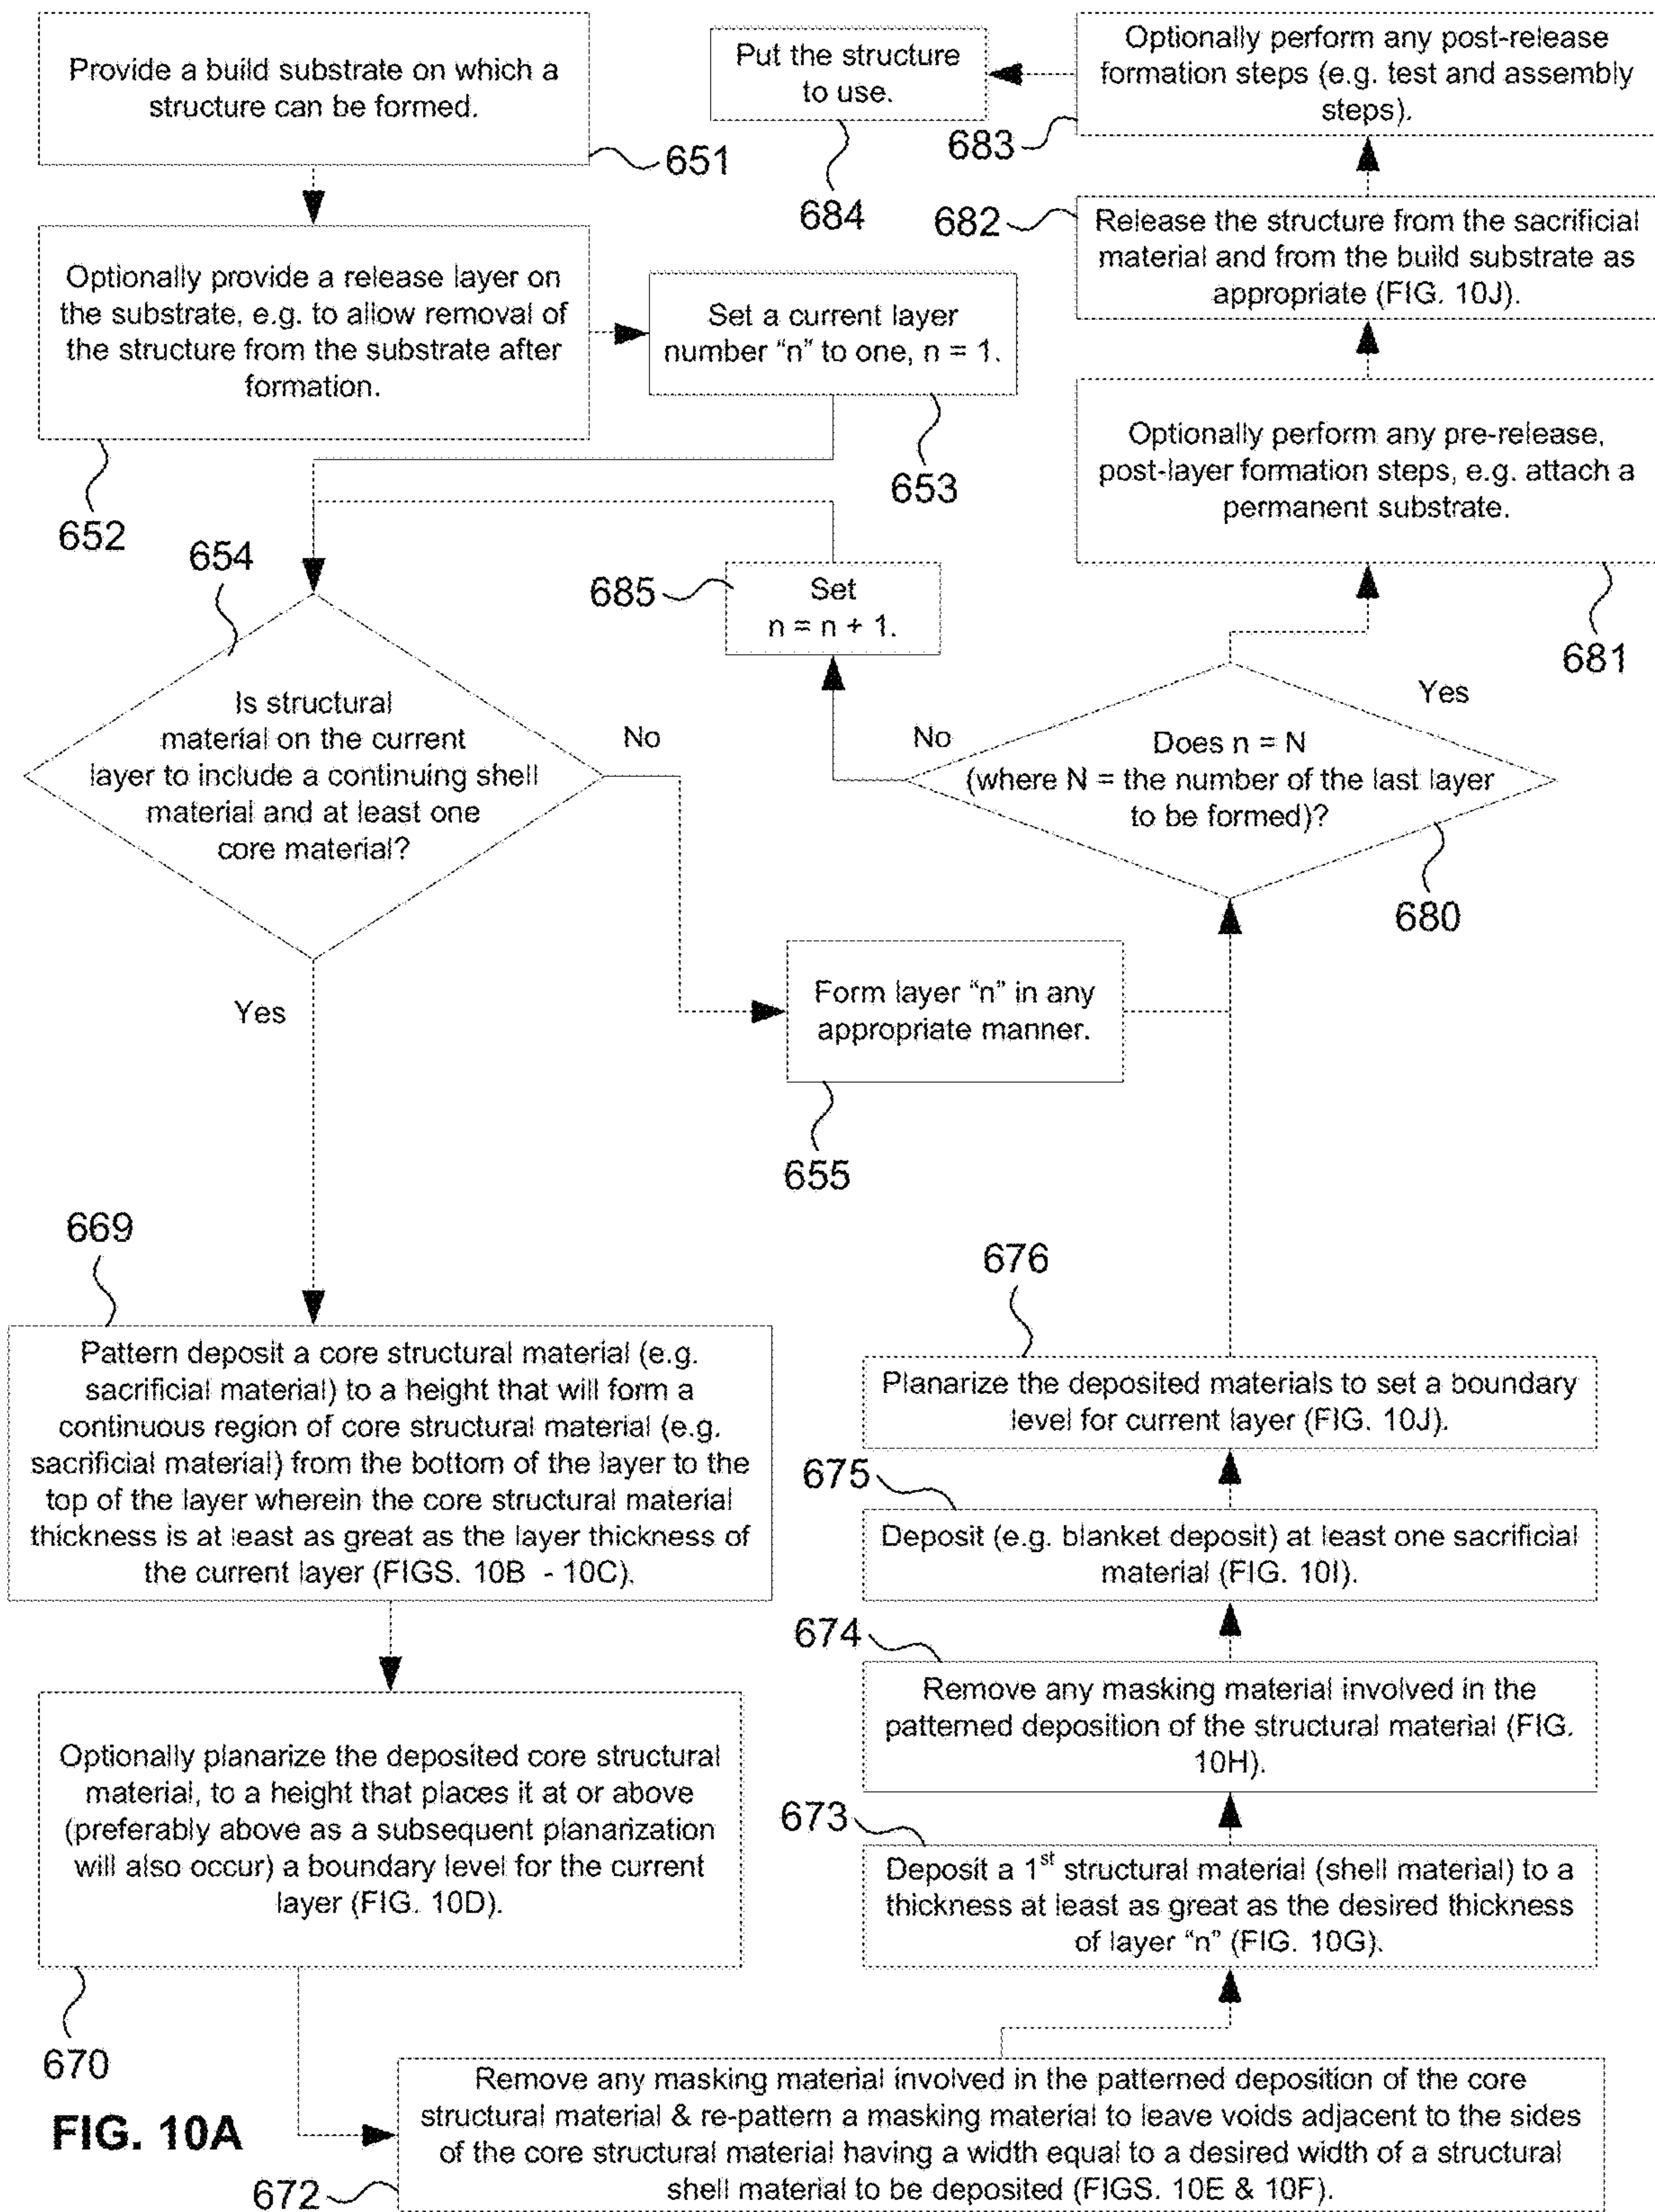 Provide a build substrate on which a
structure can be formed.
651
Optionally provide a release layer on
the substrate, e.g. to allow removal of
the structure from the substrate after
formation.
652
Set a current layer
number "n" to one, n = 1.
653
654
Is structural
material on the current
layer to include a continuing shell
material and at least one
core material?
No
Yes
Form layer "n" in any
appropriate manner.
655
669
Pattern deposit a core structural material (e.g.
sacrificial material) to a height that will form a
continuous region of core structural material (e.g.
sacrificial material) from the bottom of the layer to the
top of the layer wherein the core structural material
thickness is at least as great as the layer thickness of
the current layer (FIGS. 10B - 10C).
Optionally planarize the deposited core structural
material, to a height that places it at or above
(preferably above as a subsequent planarization
will also occur) a boundary level for the current
layer (FIG. 10D).
670
Remove any masking material involved in the patterned deposition of the core
structural material & re-pattern a masking material to leave voids adjacent to the sides
of the core structural material having a width equal to a desired width of a structural
shell material to be deposited (FIGS. 10E & 10F).
672
673
Deposit a 1st structural material (shell material) to a
thickness at least as great as the desired thickness
of layer "n" (FIG. 10G).
674
Remove any masking material involved in the
patterned deposition of the structural material (FIG.
10H).
675
Deposit (e.g. blanket deposit) at least one sacrificial
material (FIG. 10I).
676
Planarize the deposited materials to set a boundary
level for current layer (FIG. 10J).
Does n = N
(where N = the number of the last layer
to be formed)?
680
No
Yes
685
Set
n = n + 1.
Optionally perform any pre-release,
post-layer formation steps, e.g. attach a
permanent substrate.
681
682
Release the structure from the sacrificial
material and from the build substrate as
appropriate (FIG. 10J).
Optionally perform any post-release
formation steps (e.g. test and assembly
steps).
683
Put the structure
to use.
684
FIG. 10A